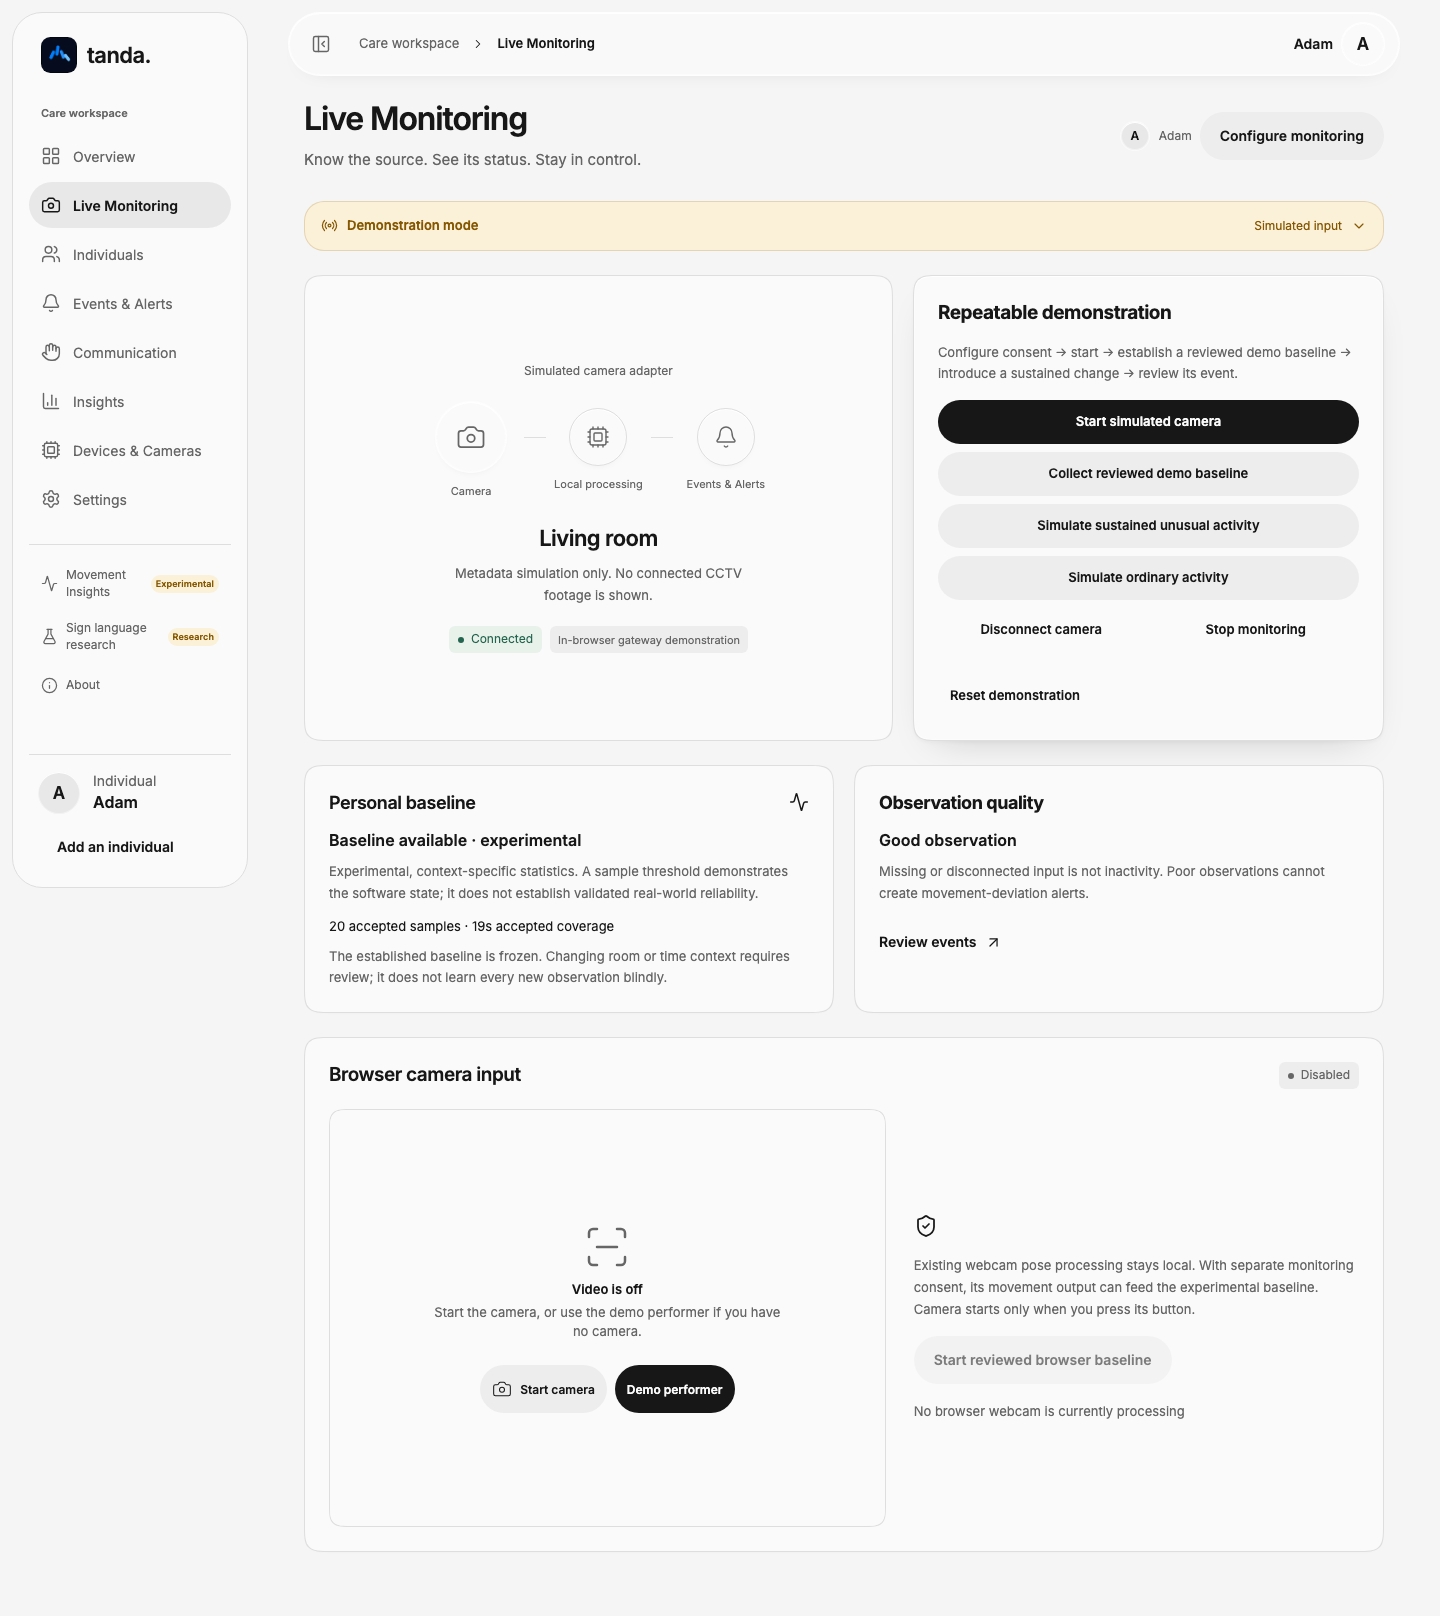 tanda.
Care workspace
Overview
Live Monitoring
Individuals
Events & Alerts
Communication
Insights
Devices & Cameras
Settings
Movement
Insights
Experimental
Sign language
research
Research
About
A
Individual
Adam
Add an individual
Care workspace
Live Monitoring
Adam
A
Live Monitoring
Know the source. See its status. Stay in control.
A
Adam
Configure monitoring
Demonstration mode
Simulated input
Simulated camera adapter
Camera
Local processing
Events & Alerts
Living room
Metadata simulation only. No connected CCTV
footage is shown.
Connected
In-browser gateway demonstration
Repeatable demonstration
Configure consent → start → establish a reviewed demo baseline →
introduce a sustained change → review its event.
Start simulated camera
Collect reviewed demo baseline
Simulate sustained unusual activity
Simulate ordinary activity
Disconnect camera
Stop monitoring
Reset demonstration
Personal baseline
Baseline available · experimental
Experimental, context-specific statistics. A sample threshold demonstrates
the software state; it does not establish validated real-world reliability.
20 accepted samples · 19s accepted coverage
The established baseline is frozen. Changing room or time context requires
review; it does not learn every new observation blindly.
Observation quality
Good observation
Missing or disconnected input is not inactivity. Poor observations cannot
create movement-deviation alerts.
Review events
Browser camera input
Disabled
Video is off
Start the camera, or use the demo performer if you have
no camera.
Start camera
Demo performer
Existing webcam pose processing stays local. With separate monitoring
consent, its movement output can feed the experimental baseline.
Camera starts only when you press its button.
Start reviewed browser baseline
No browser webcam is currently processing